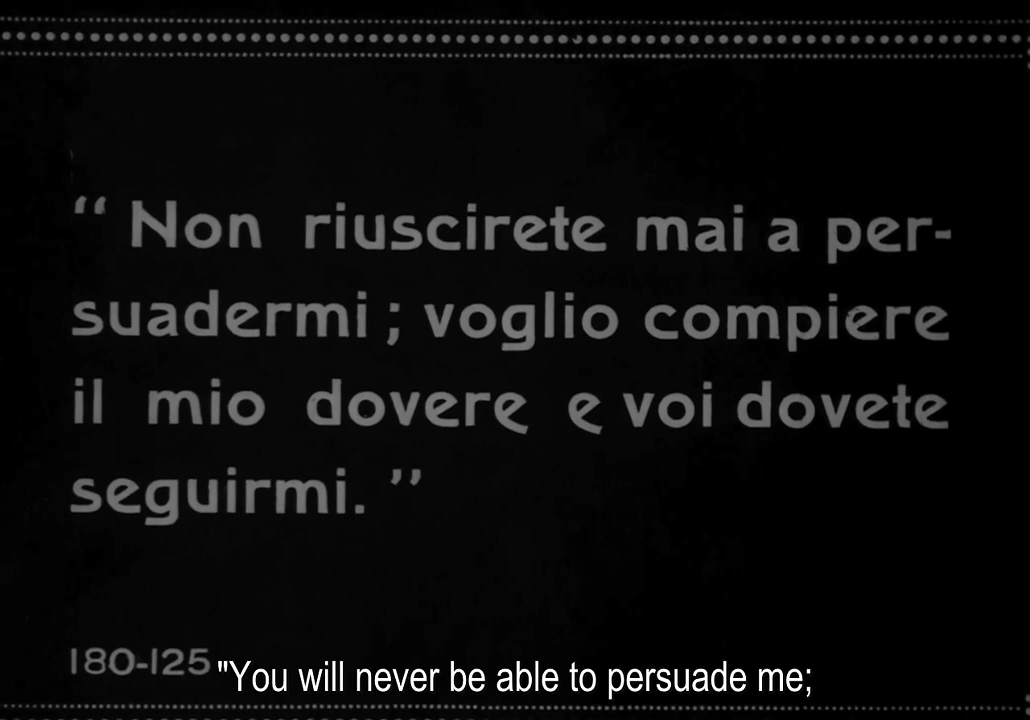 “ Non riuscirete mai a per-
suadermi ; voglio compiere
il mio dovere e voi dovete
seguirmi. ”
180-125
"You will never be able to persuade me;